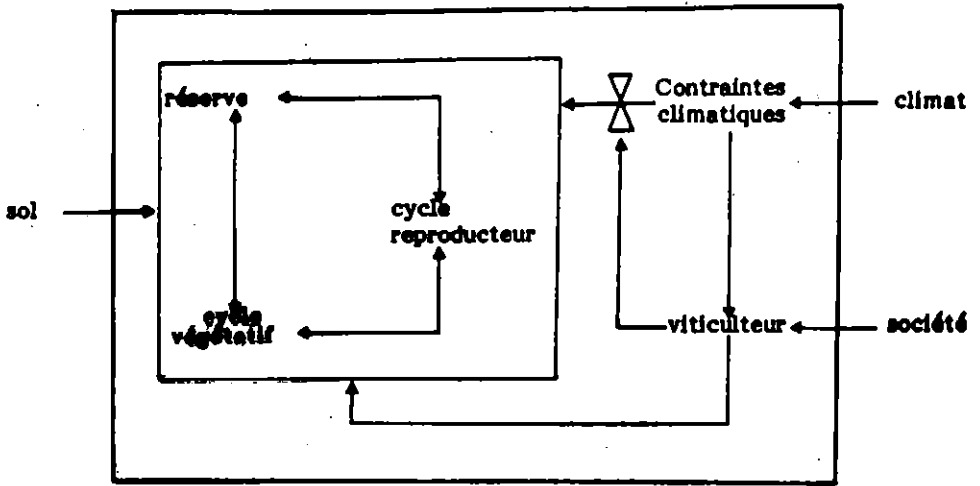 réserve
Contraintes
climatiques
climat
sol
cycle
reproducteur
cycle
végétatif
viticulteur
société